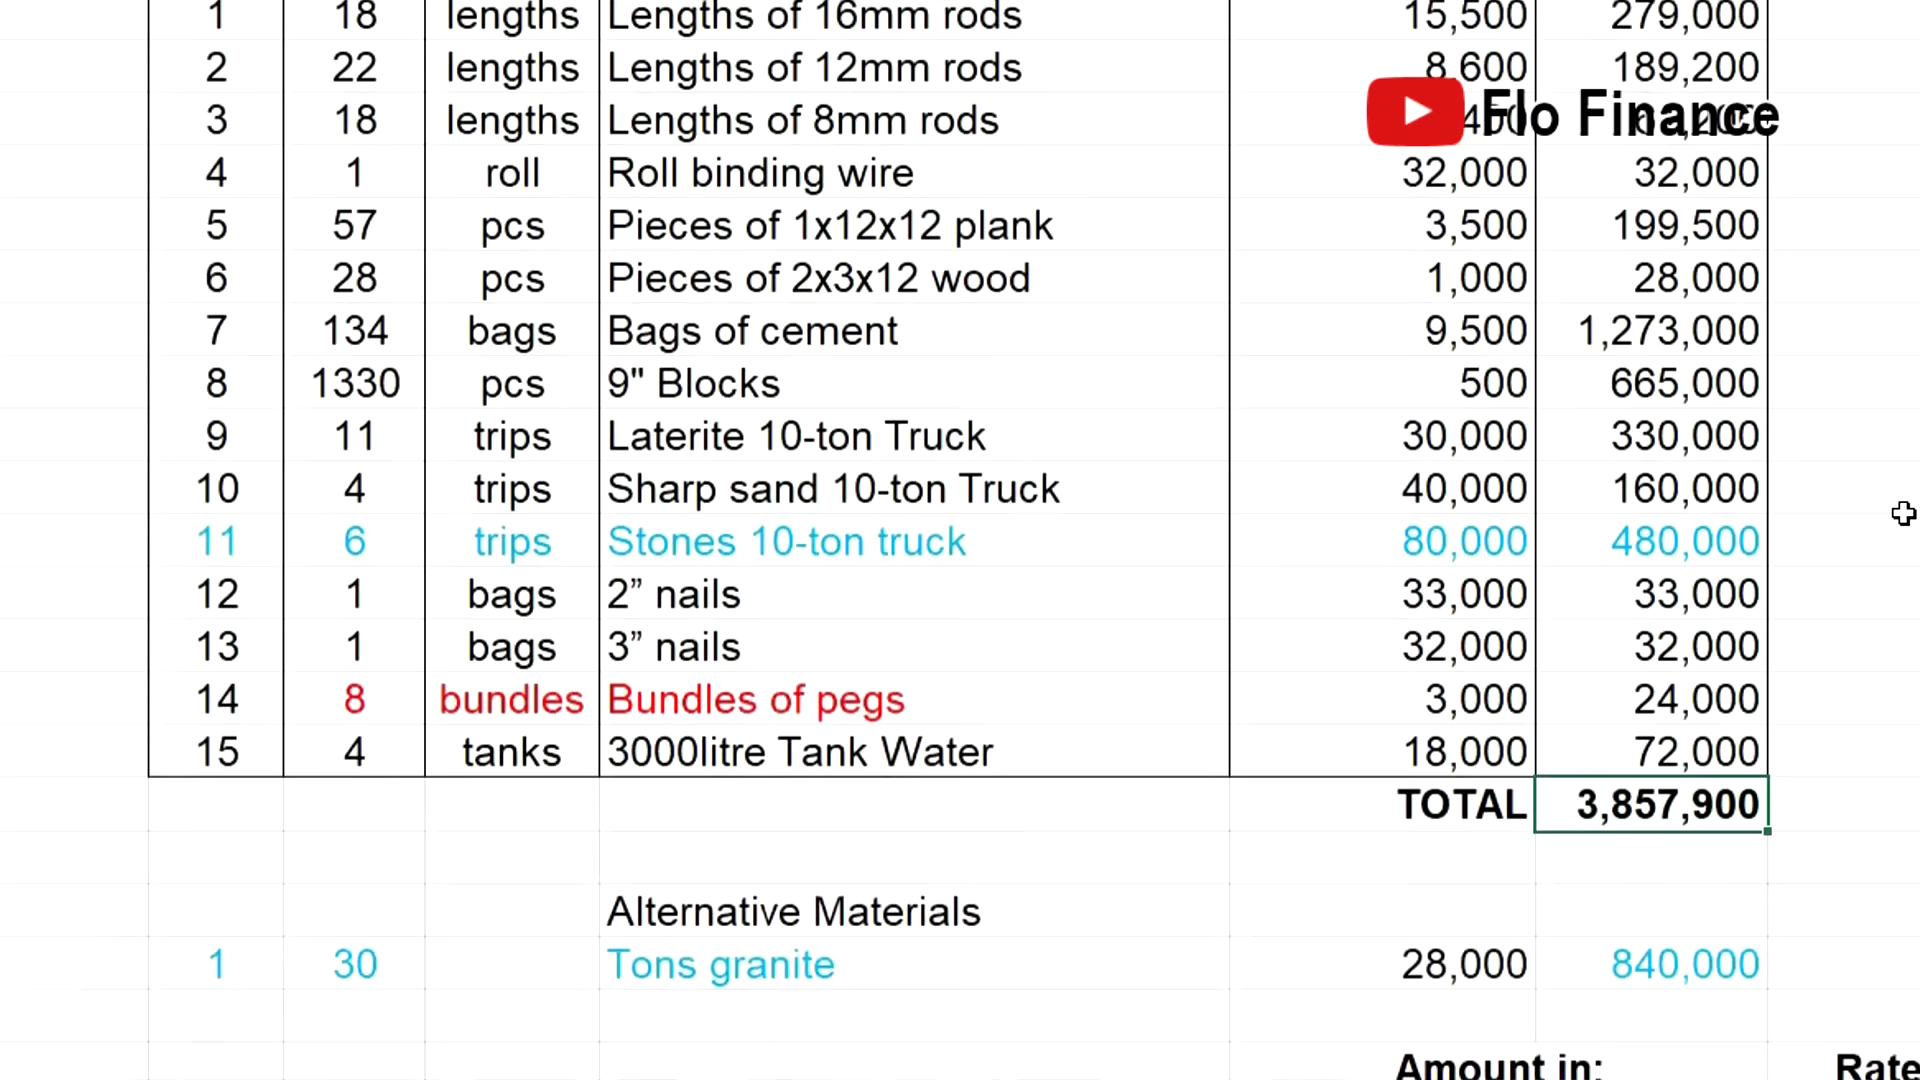 1 18 lengths Lengths of 16mm rods 15,500 279,000
2 22 lengths Lengths of 12mm rods 8,600 189,200
3 18 lengths Lengths of 8mm rods
Flo Finance
4 1 roll Roll binding wire 32,000 32,000
5 57 pcs Pieces of 1x12x12 plank 3,500 199,500
6 28 pcs Pieces of 2x3x12 wood 1,000 28,000
7 134 bags Bags of cement 9,500 1,273,000
8 1330 pcs 9" Blocks 500 665,000
9 11 trips Laterite 10-ton Truck 30,000 330,000
10 4 trips Sharp sand 10-ton Truck 40,000 160,000
11 6 trips Stones 10-ton truck 80,000 480,000
12 1 bags 2” nails 33,000 33,000
13 1 bags 3” nails 32,000 32,000
14 8 bundles Bundles of pegs 3,000 24,000
15 4 tanks 3000litre Tank Water 18,000 72,000
TOTAL 3,857,900
Alternative Materials
1 30 Tons granite 28,000 840,000
Amount in: Rate